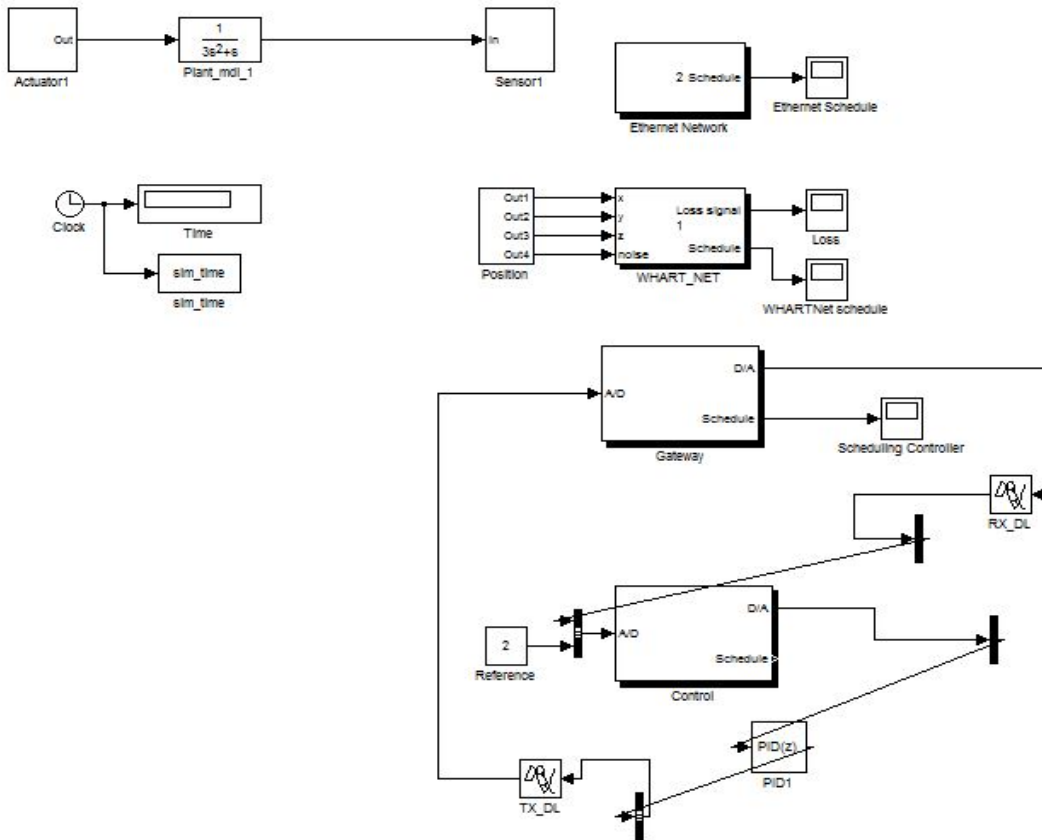 Out
Actuator1
1
3s²+s
Plant_mdl_1
In
Sensor1
2 Schedule
Ethernet Network
Ethernet Schedule
Clock
Time
sim_time
sim_time
Out1
Out2
Out3
Out4
Position
x
y
z
noise
Loss signal
1
Schedule
WHART_NET
Loss
WHARTNet schedule
A/D
D/A
Schedule
Gateway
Scheduling Controller
RX_DL
2
Reference
A/D
D/A
Schedule
Control
PID(z)
PID1
TX_DL